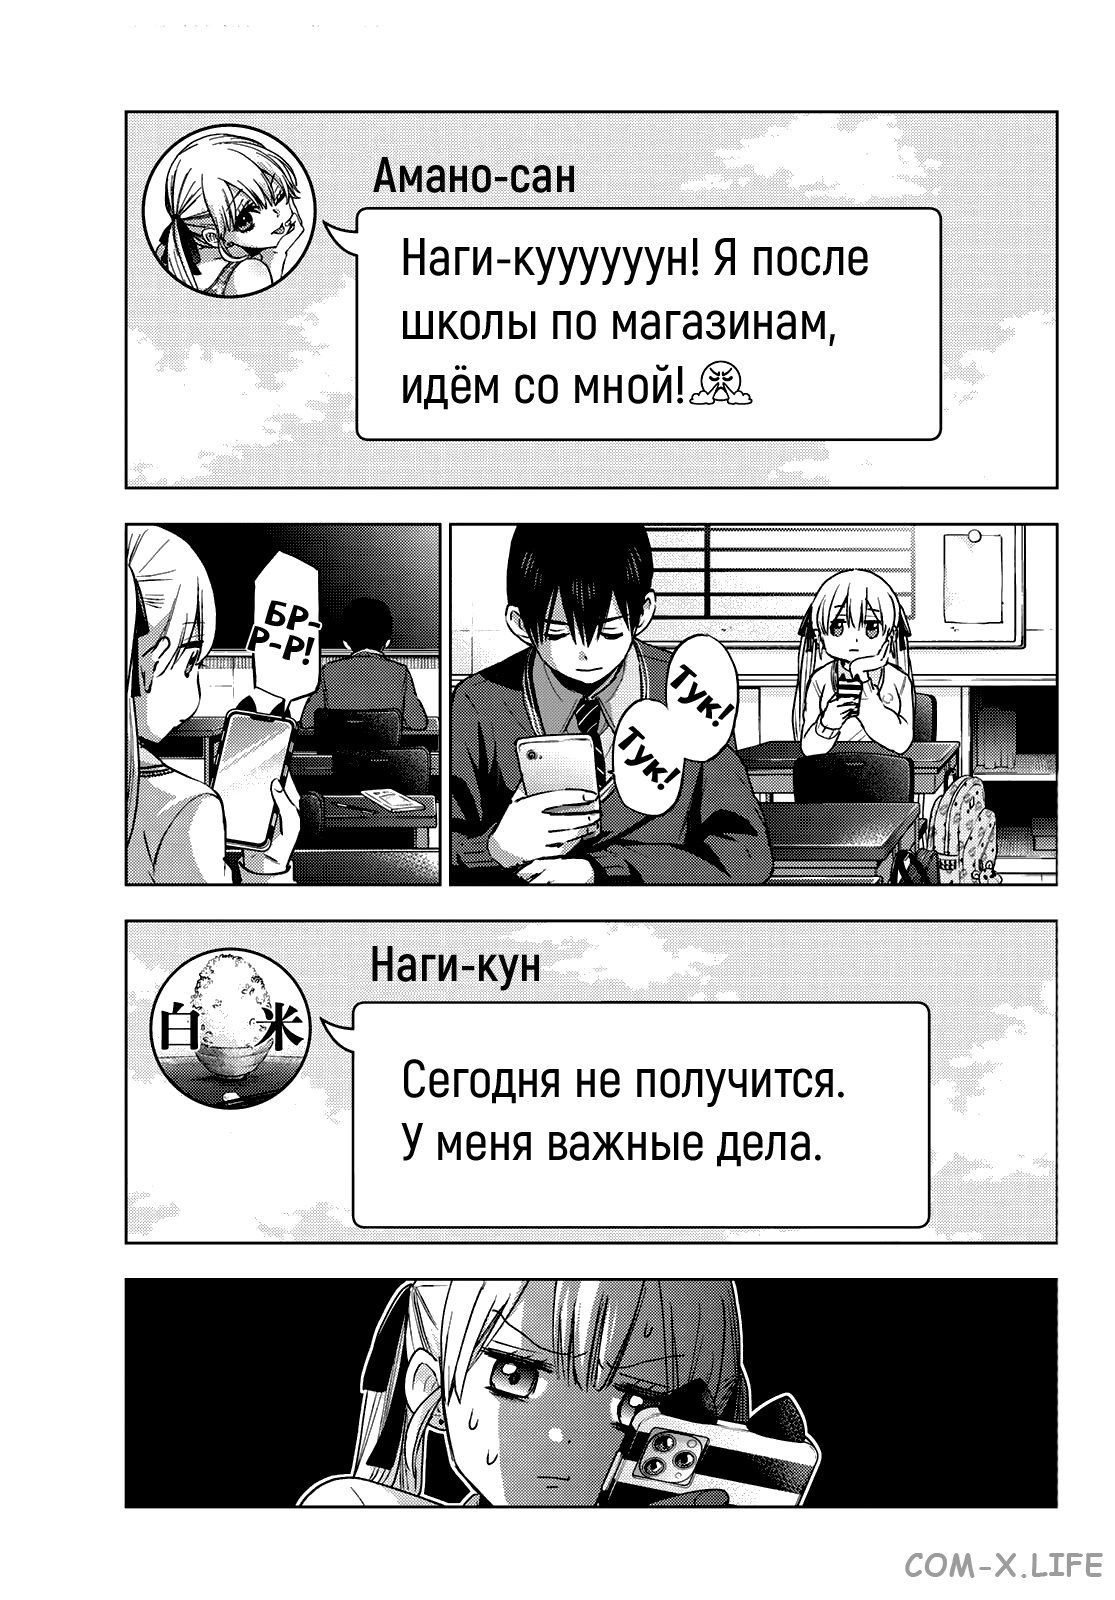 Амано-сан
Наги-кууууууун! Я после
школы по магазинам,
идём со мной!
Тук!
Тук!
БР-
Р-Р!
Наги-кун
白 米
Сегодня не получится.
У меня важные дела.
COM-X.LIFE